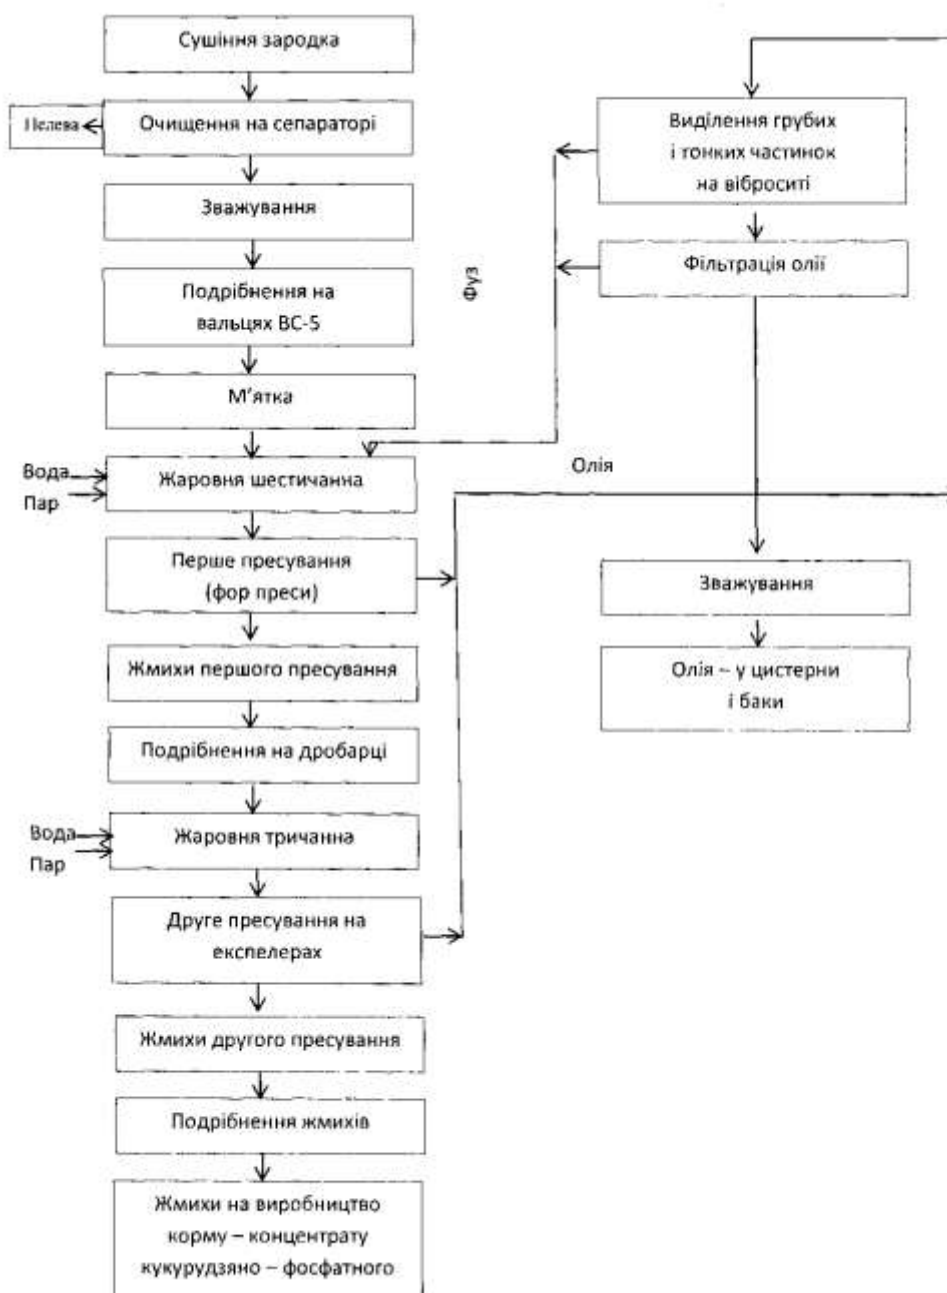 Сушіння зародка
Пелева
Очищення на сепараторі
Зважування
Подрібнення на
вальцях ВС-5
М'ятка
Вода
Пар
Жаровня шестичанна
Перше пресування
(фор преси)
Жмихи першого пресування
Подрібнення на дробарці
Вода
Пар
Жаровня тричанна
Друге пресування на
експелерах
Жмихи другого пресування
Подрібнення жмихів
Жмихи на виробництво
корму – концентрату
кукурудзяно – фосфатного
Фуз
Олія
Виділення грубих
і тонких частинок
на віброситі
Фільтрація олії
Зважування
Олія – у цистерни
і баки